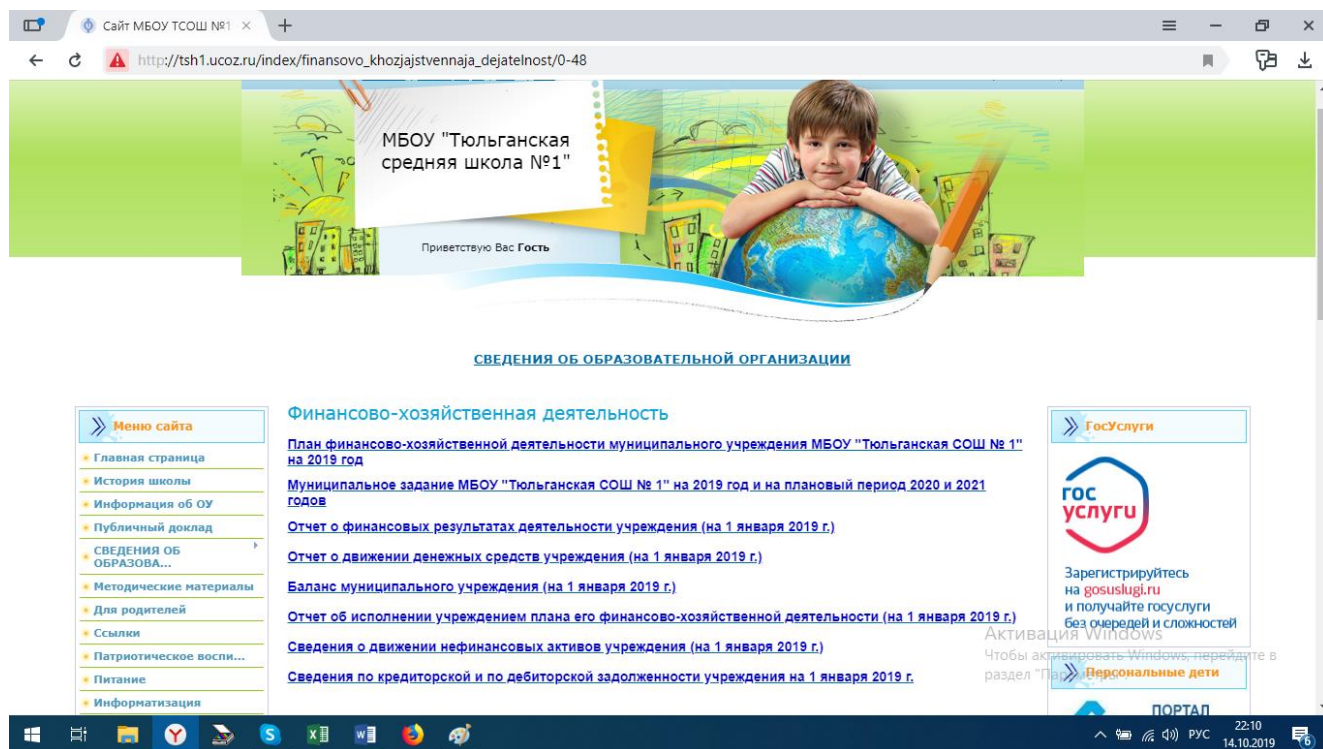 Сайт МБОУ ТСОШ №1
http://tsh1.ucoz.ru/index/finansovo_khozjajstvennaja_dejatelnost/0-48
МБОУ "Тюльганская
средняя школа №1"
Приветствую Вас Гость
СВЕДЕНИЯ ОБ ОБРАЗОВАТЕЛЬНОЙ ОРГАНИЗАЦИИ
Меню сайта
Главная страница
История школы
Информация об ОУ
Публичный доклад
СВЕДЕНИЯ ОБ
ОБРАЗОВА...
Методические материалы
Для родителей
Ссылки
Патриотическое воспи...
Питание
Информатизация
Финансово-хозяйственная деятельность
План финансово-хозяйственной деятельности муниципального учреждения МБОУ "Тюльганская СОШ № 1"
на 2019 год
Муниципальное задание МБОУ "Тюльганская СОШ № 1" на 2019 год и на плановый период 2020 и 2021
годов
Отчет о финансовых результатах деятельности учреждения (на 1 января 2019 г.)
Отчет о движении денежных средств учреждения (на 1 января 2019 г.)
Баланс муниципального учреждения (на 1 января 2019 г.)
Отчет об исполнении учреждением плана его финансово-хозяйственной деятельности (на 1 января 2019 г.)
Сведения о движении нефинансовых активов учреждения (на 1 января 2019 г.)
Сведения по кредиторской и по дебиторской задолженности учреждения на 1 января 2019 г.
ГосУслуги
гос
услуги
Зарегистрируйтесь
на gosuslugi.ru
и получайте госуслуги
без очередей и сложностей
Активация Windows
Чтобы активировать Windows, перейдите в
раздел
Персональные дети
ПОРТАЛ
РУС
22:10
14.10.2019
6